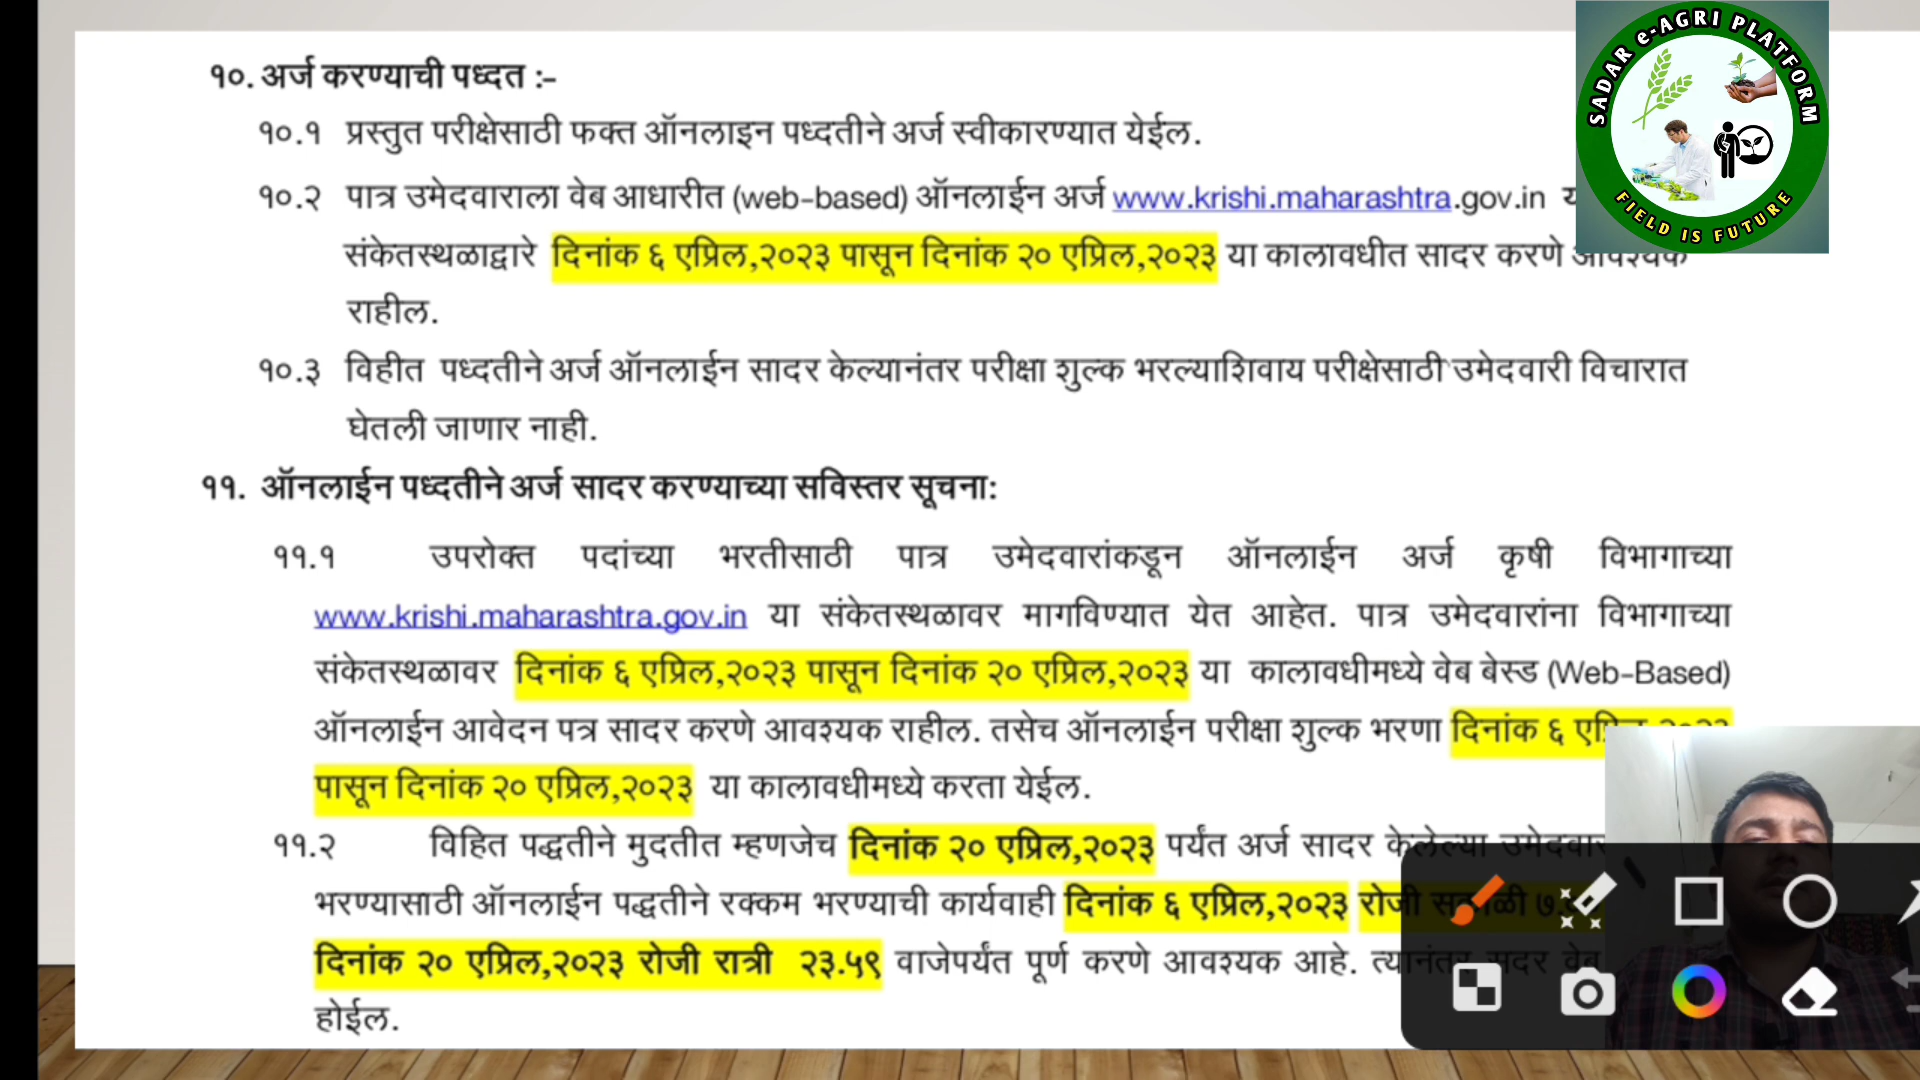 १०. अर्ज करण्याची पध्दत :–
१०.१ प्रस्तुत परीक्षेसाठी फक्त ऑनलाइन पध्दतीने अर्ज स्वीकारण्यात येईल.
१०.२ पात्र उमेदवाराला वेब आधारीत (web-based) ऑनलाईन अर्ज www.krishi.maharashtra.gov.in
संकेतस्थळाद्वारे दिनांक ६ एप्रिल,२०२३ पासून दिनांक २० एप्रिल,२०२३ या कालावधीत सादर करणे आवश्यक
राहील.
१०.३ विहीत पध्दतीने अर्ज ऑनलाईन सादर केल्यानंतर परीक्षा शुल्क भरल्याशिवाय परीक्षेसाठी उमेदवारी विचारात
घेतली जाणार नाही.
११. ऑनलाईन पध्दतीने अर्ज सादर करण्याच्या सविस्तर सूचना:
११.१ उपरोक्त पदांच्या भरतीसाठी पात्र उमेदवारांकडून ऑनलाईन अर्ज कृषी विभागाच्या
www.krishi.maharashtra.gov.in या संकेतस्थळावर मागविण्यात येत आहेत. पात्र उमेदवारांना विभागाच्या
संकेतस्थळावर दिनांक ६ एप्रिल,२०२३ पासून दिनांक २० एप्रिल,२०२३ या कालावधीमध्ये वेब बेस्ड (Web-Based)
ऑनलाईन आवेदन पत्र सादर करणे आवश्यक राहील. तसेच ऑनलाईन परीक्षा शुल्क भरणा दिनांक ६
पासून दिनांक २० एप्रिल,२०२३ या कालावधीमध्ये करता येईल.
११.२ विहित पद्धतीने मुदतीत म्हणजेच दिनांक २० एप्रिल,२०२३ पर्यंत अर्ज सादर केलेल्या
भरण्यासाठी ऑनलाईन पद्धतीने रक्कम भरण्याची कार्यवाही दिनांक ६ एप्रिल,२०२३ रोजी
दिनांक २० एप्रिल,२०२३ रोजी रात्री २३.५९ वाजेपर्यंत पूर्ण करणे आवश्यक आहे. त्यानंतर सदर वेब
होईल.
SADAR e-AGRI PLATFORM
FIELD IS FUTURE